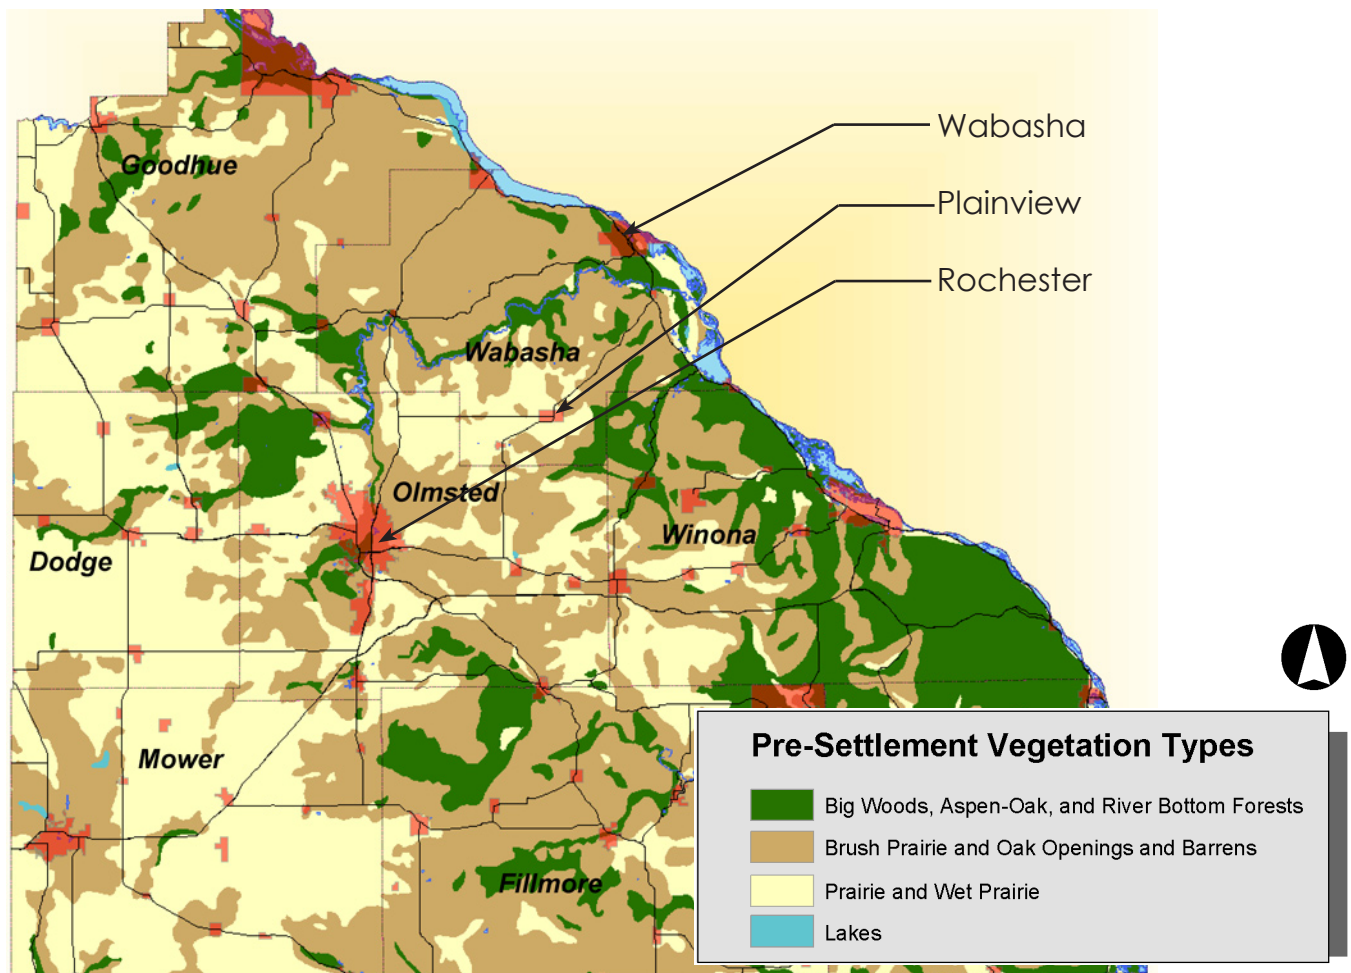 Wabasha
Goodhue
Plainview
Rochester
Wabasha
Olmsted
Winona
Dodge
Mower
Fillmore
Pre-Settlement Vegetation Types
Big Woods, Aspen-Oak, and River Bottom Forests
Brush Prairie and Oak Openings and Barrens
Prairie and Wet Prairie
Lakes